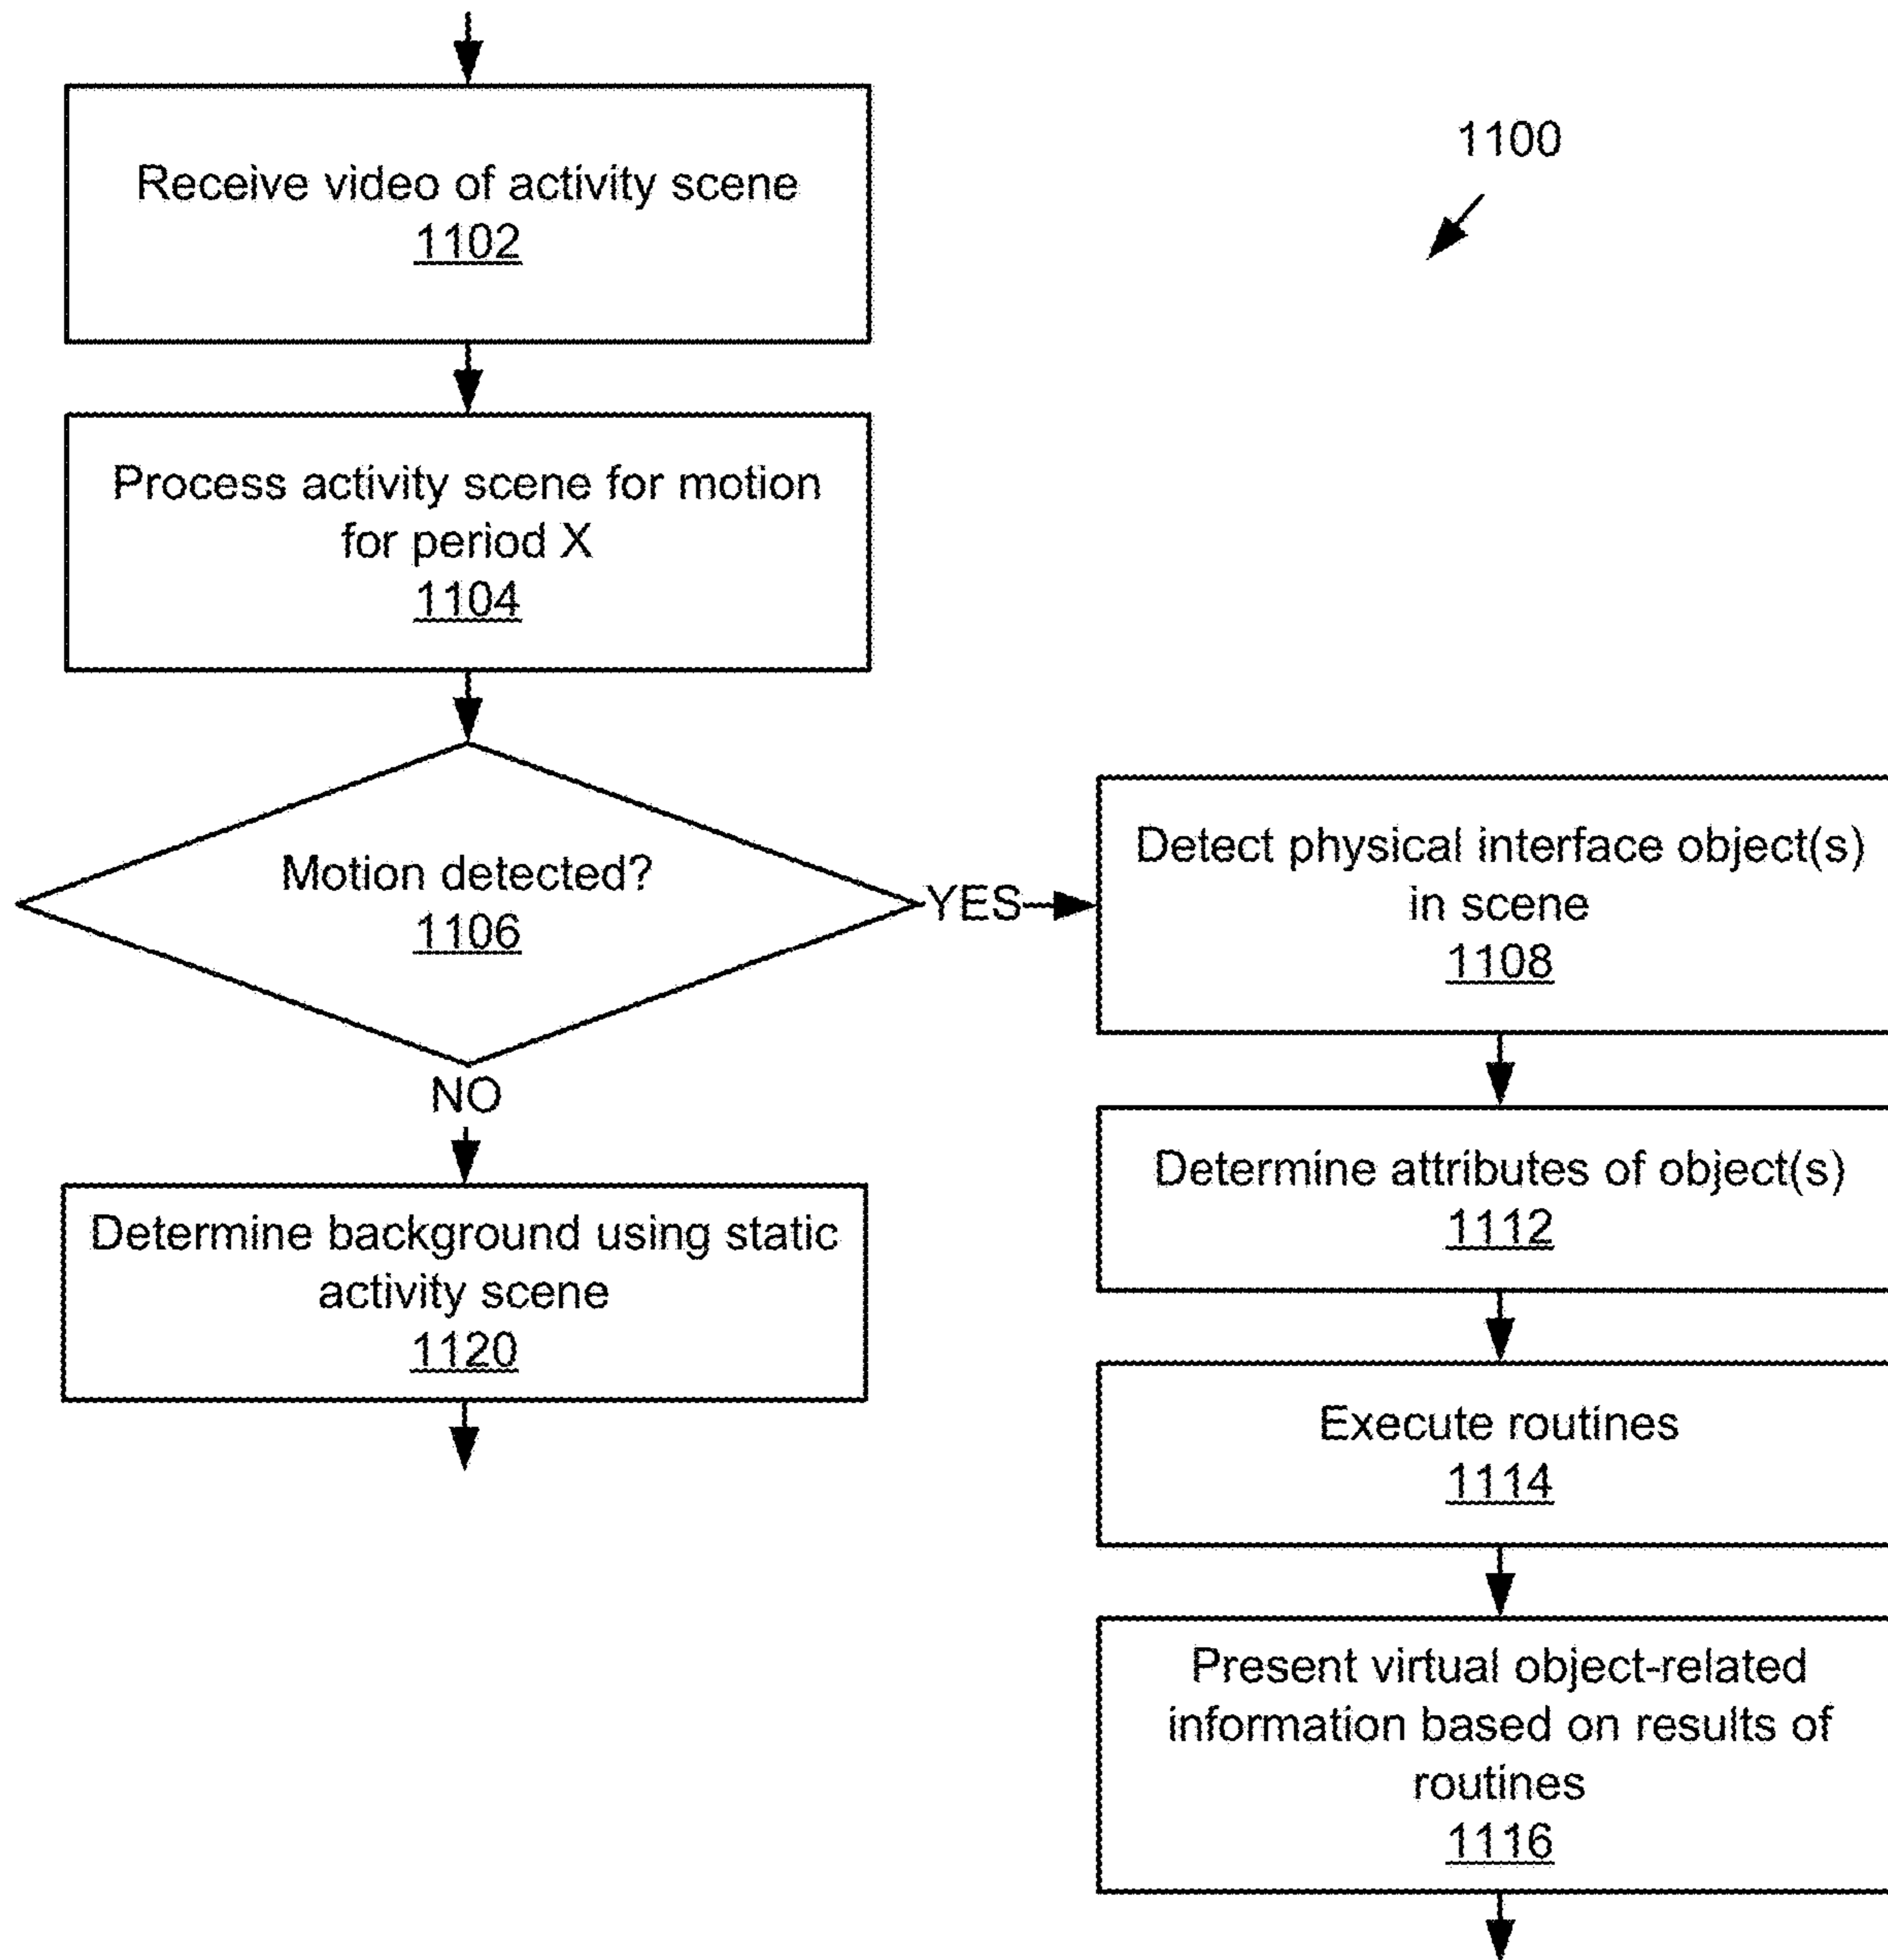 Receive video of activity scene
1102
1100
Process activity scene for motion
for period X
1104
Motion detected?
1106
YES
NO
Determine background using static
activity scene
1120
Detect physical interface object(s)
in scene
1108
Determine attributes of object(s)
1112
Execute routines
1114
Present virtual object-related
information based on results of
routines
1116